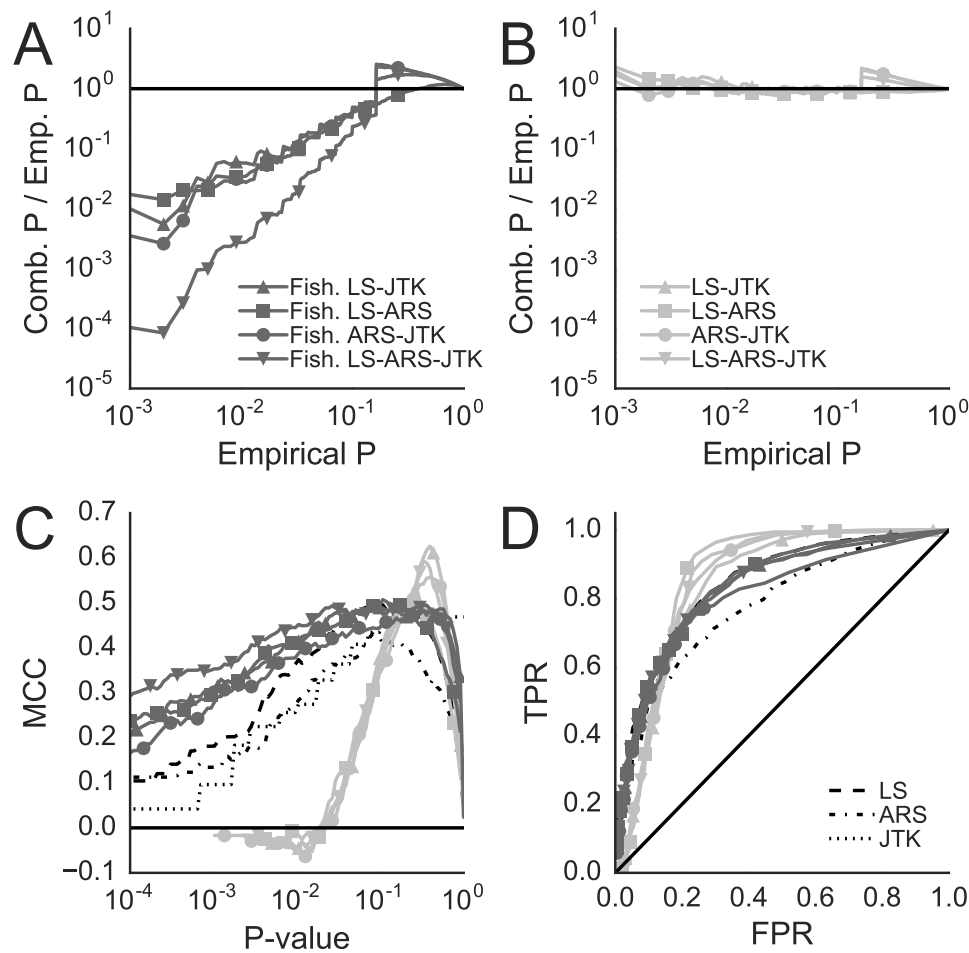 A
Comb. P / Emp. P
10^1
10^0
10^-1
10^-2
10^-3
10^-4
10^-5
Fish. LS-JTK
Fish. LS-ARS
Fish. ARS-JTK
Fish. LS-ARS-JTK
10^-3 10^-2 10^-1 10^0
Empirical P
B
Comb. P / Emp. P
10^1
10^0
10^-1
10^-2
10^-3
10^-4
10^-5
LS-JTK
LS-ARS
ARS-JTK
LS-ARS-JTK
10^-3 10^-2 10^-1 10^0
Empirical P
C
MCC
0.7
0.6
0.5
0.4
0.3
0.2
0.1
0.0
−0.1
10^-4 10^-3 10^-2 10^-1 10^0
P-value
D
TPR
1.0
0.8
0.6
0.4
0.2
0.0
LS
ARS
JTK
0.0 0.2 0.4 0.6 0.8 1.0
FPR